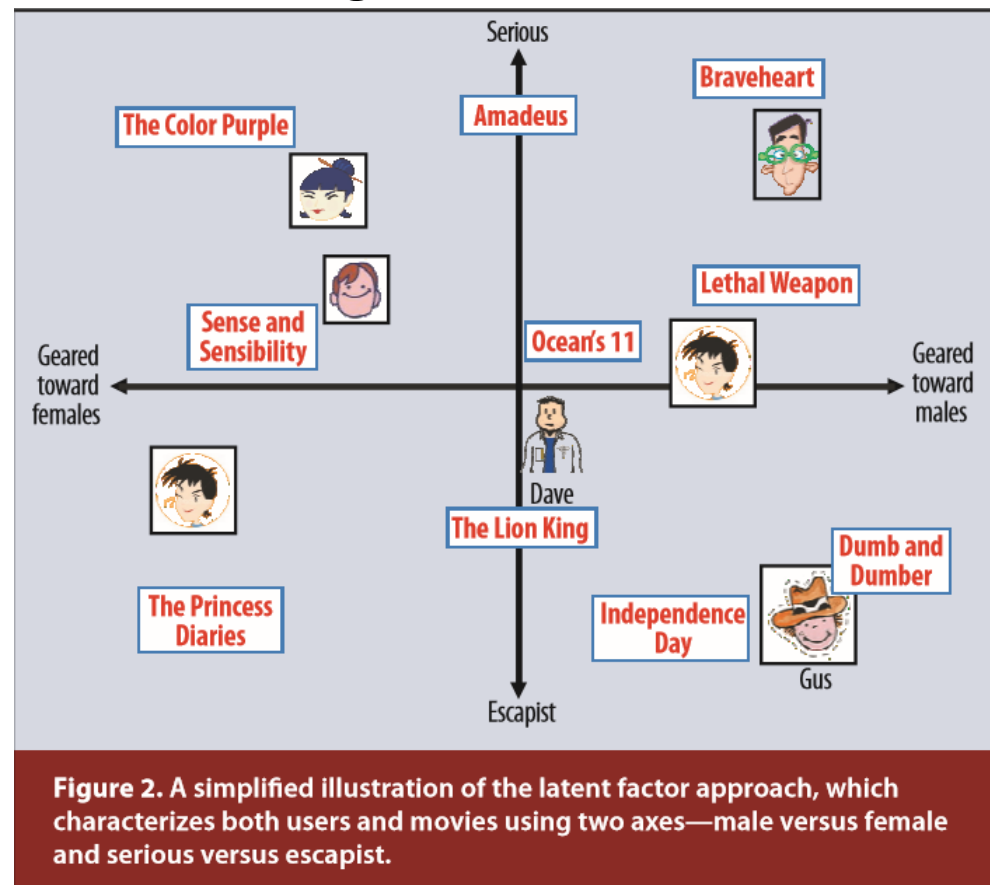 Serious
Braveheart
Amadeus
The Color Purple
Lethal Weapon
Sense and
Sensibility
Ocean's 11
Geared
toward
females
Geared
toward
males
Dave
The Lion King
Dumb and
Dumber
The Princess
Diaries
Independence
Day
Gus
Escapist
Figure 2. A simplified illustration of the latent factor approach, which
characterizes both users and movies using two axes—male versus female
and serious versus escapist.